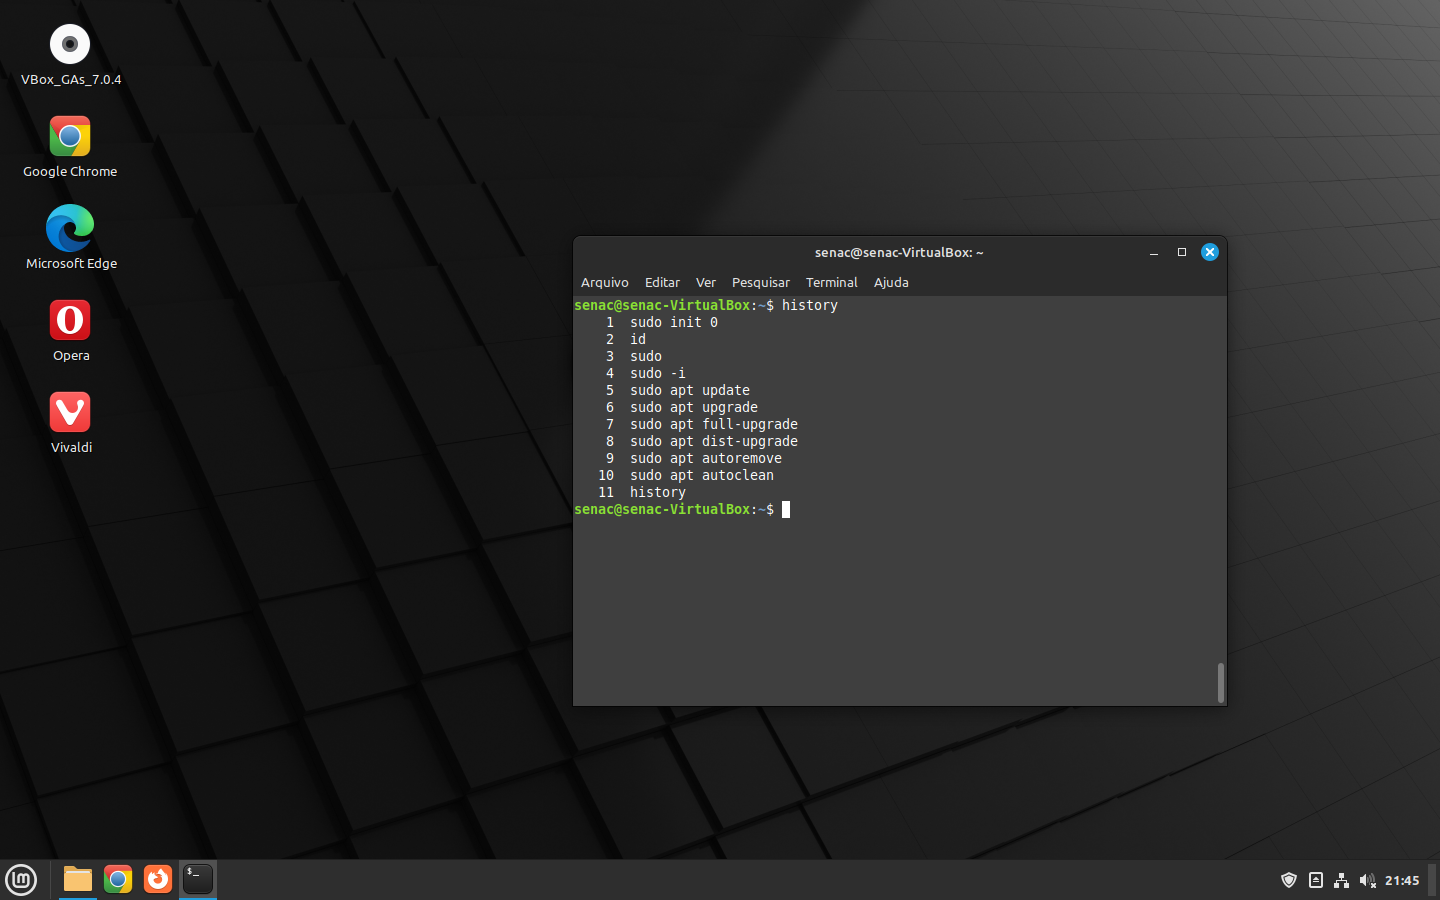 VBox_GAs_7.0.4
Google Chrome
Microsoft Edge
Opera
Vivaldi
senac@senac-VirtualBox: ~
Arquivo Editar Ver Pesquisar Terminal Ajuda
senac@senac-VirtualBox:~$ history
1 sudo init 0
2 id
3 sudo
4 sudo -i
5 sudo apt update
6 sudo apt upgrade
7 sudo apt full-upgrade
8 sudo apt dist-upgrade
9 sudo apt autoremove
10 sudo apt autoclean
11 history
senac@senac-VirtualBox:~$
$_
21:45